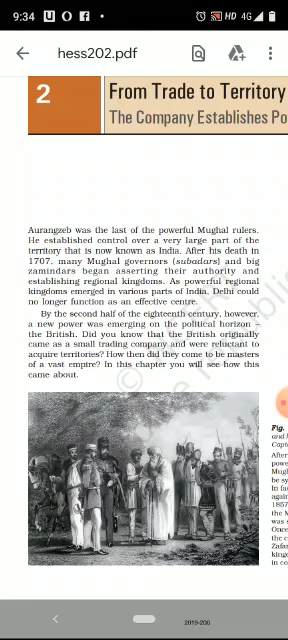 9:34
HD 4G
hess202.pdf
2
From Trade to Territory
The Company Establishes Po
Aurangzeb was the last of the powerful Mughal rulers.
He established control over a very large part of the
territory that is now known as India. After his death in
1707, many Mughal governors (subadars) and big
zamindars began asserting their authority and
establishing regional kingdoms. As powerful regional
kingdoms emerged in various parts of India, Delhi could
no longer function as an effective centre.
By the second half of the eighteenth century, however,
a new power was emerging on the political horizon –
the British. Did you know that the British originally
came as a small trading company and were reluctant to
acquire territories? How then did they come to be masters
of a vast empire? In this chapter you will see how this
came about.
Fig.
and h
Capt
After
powe
Mugh
be sy
In fa
again
1857
the M
was s
Once
the c
Zafar
kingd
in co
2019-200